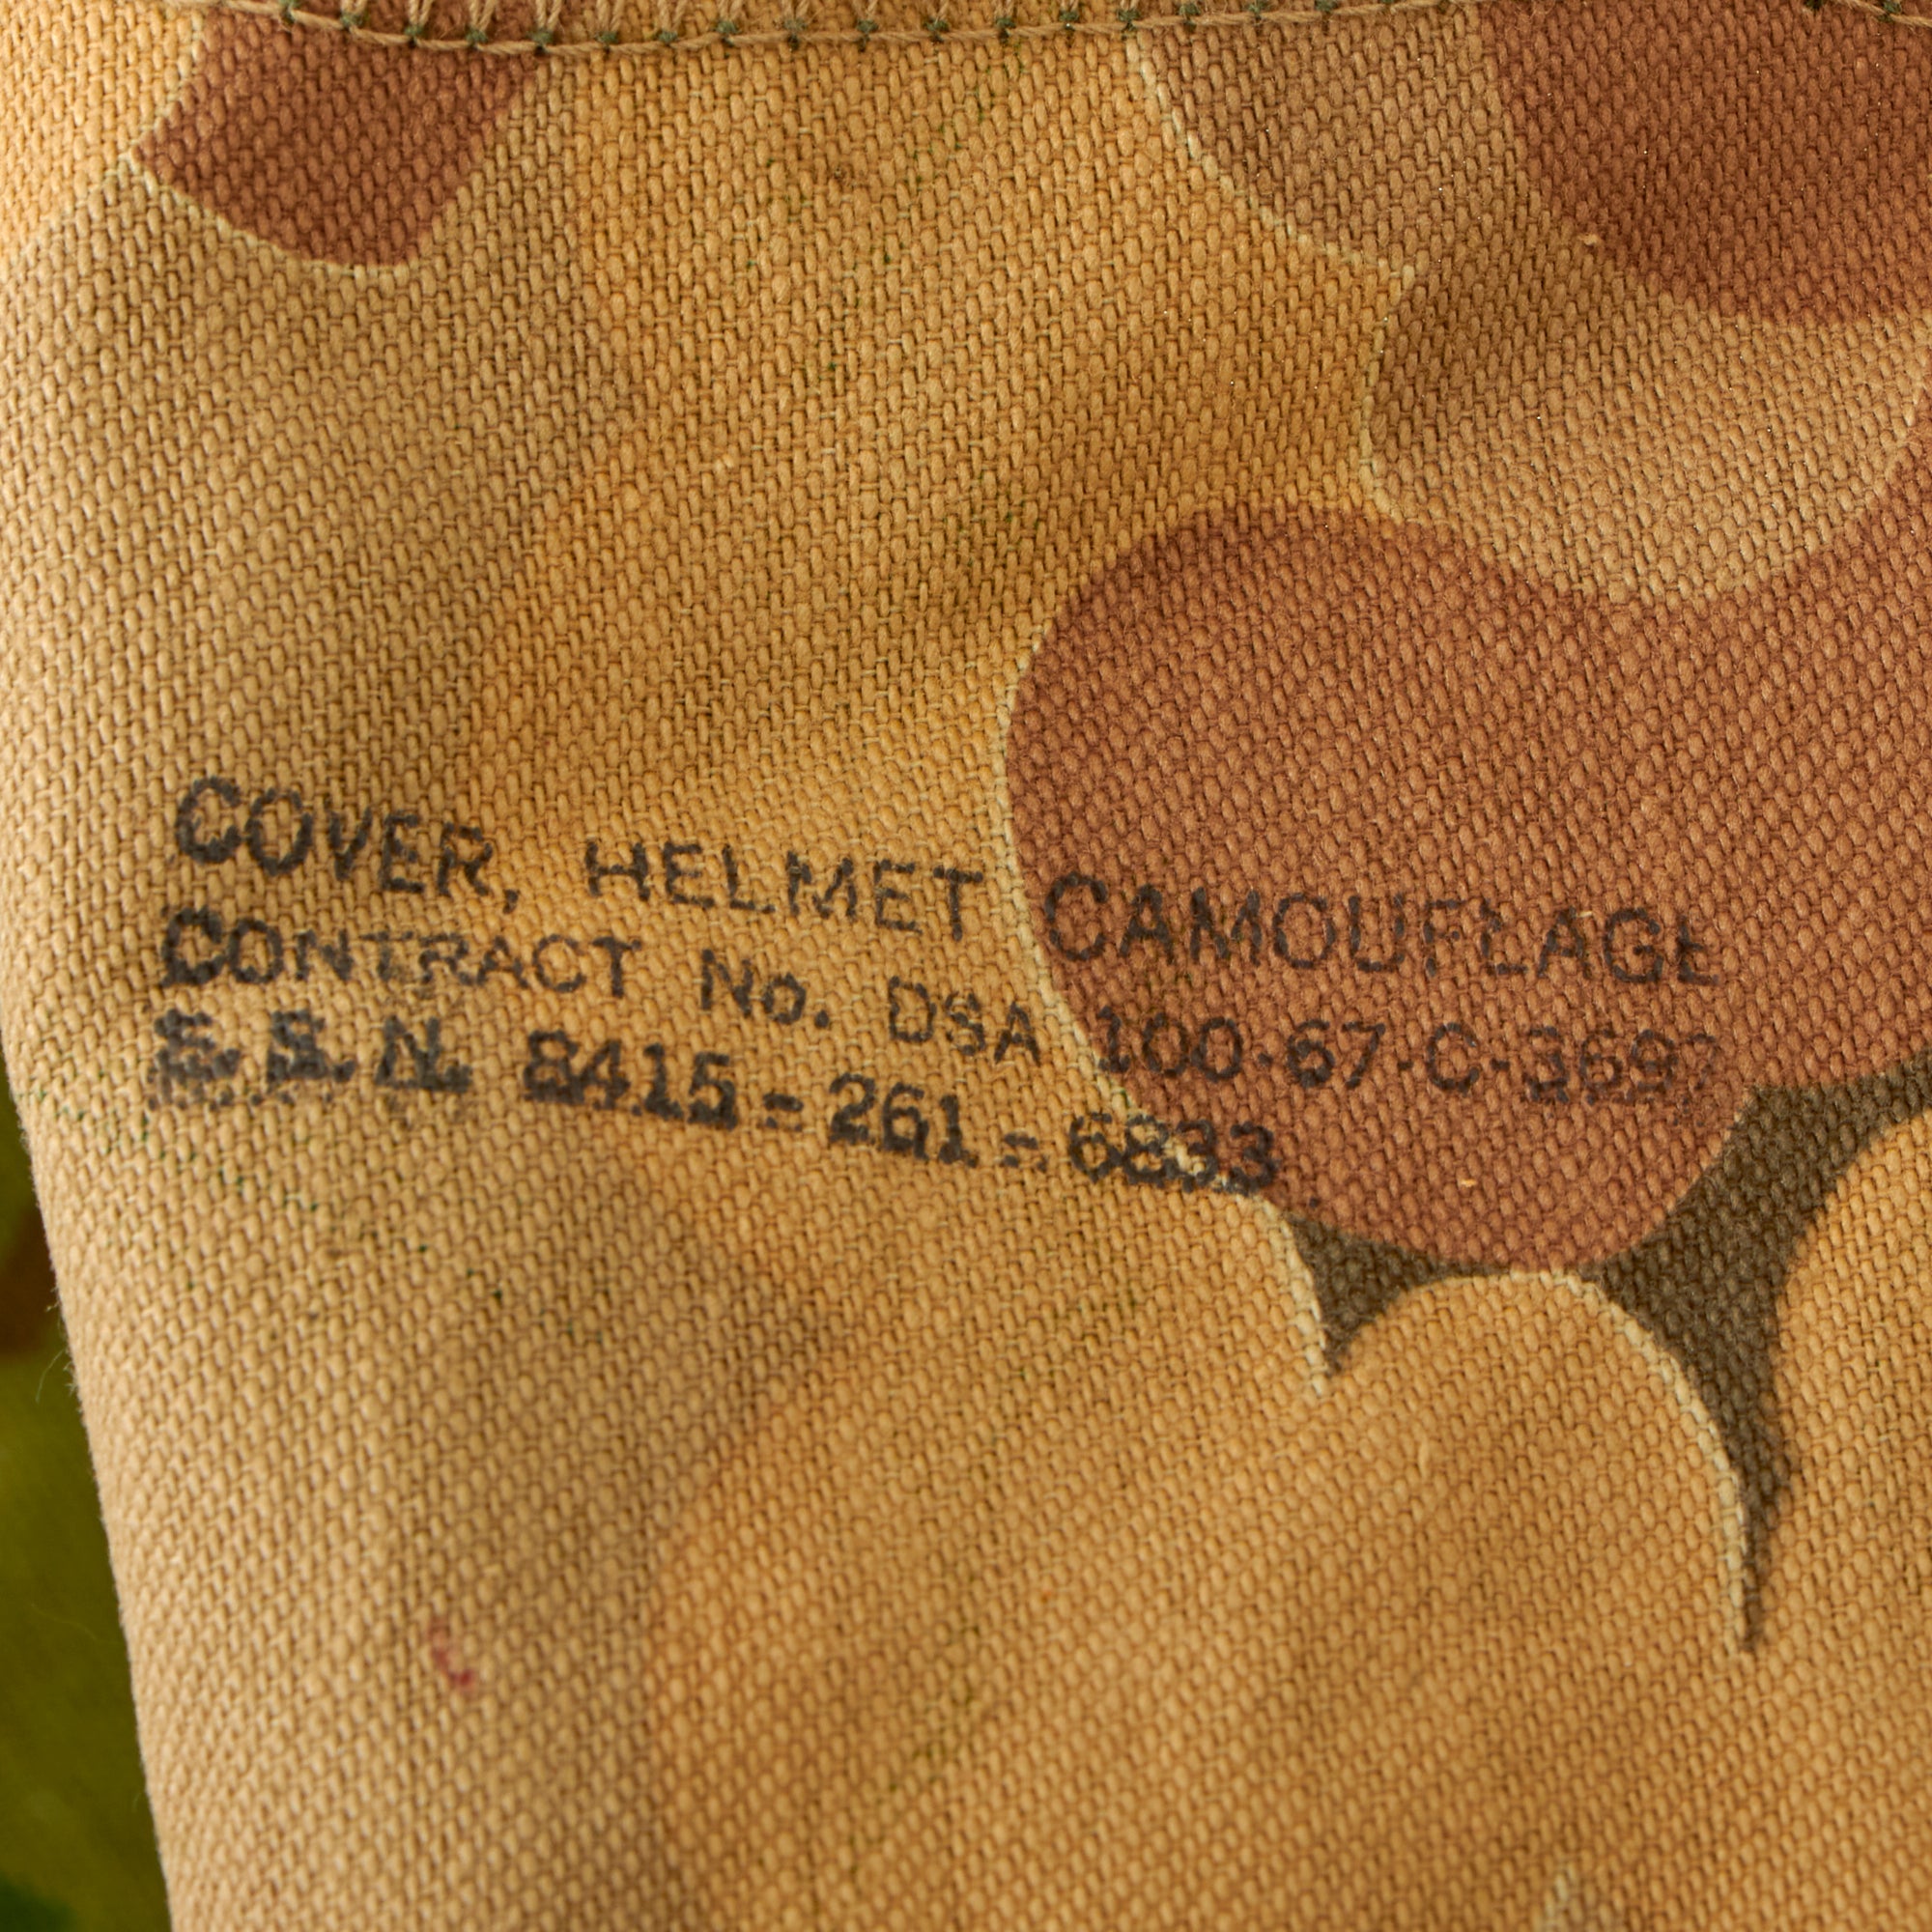 COVER, HELMET CAMOUFLAGE
CONTRACT No. DSA 100-67-C-3697
F. S. N. 8415-261-6833